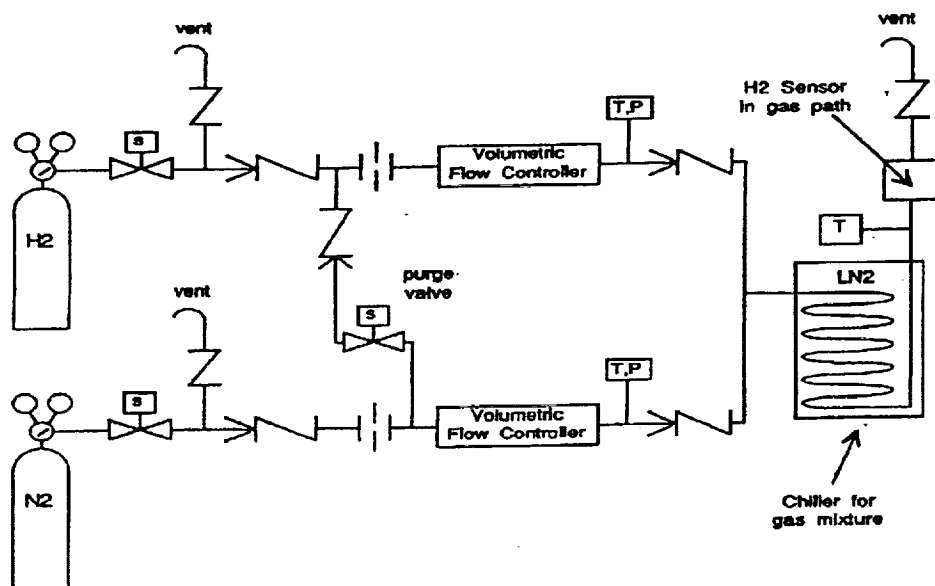 vent
vent
H2 Sensor
in gas path
s
T,P
Volumetric
Flow Controller
H2
T
purge
valve
LN2
vent
s
T,P
s
Volumetric
Flow Controller
N2
Chiller for
gas mixture